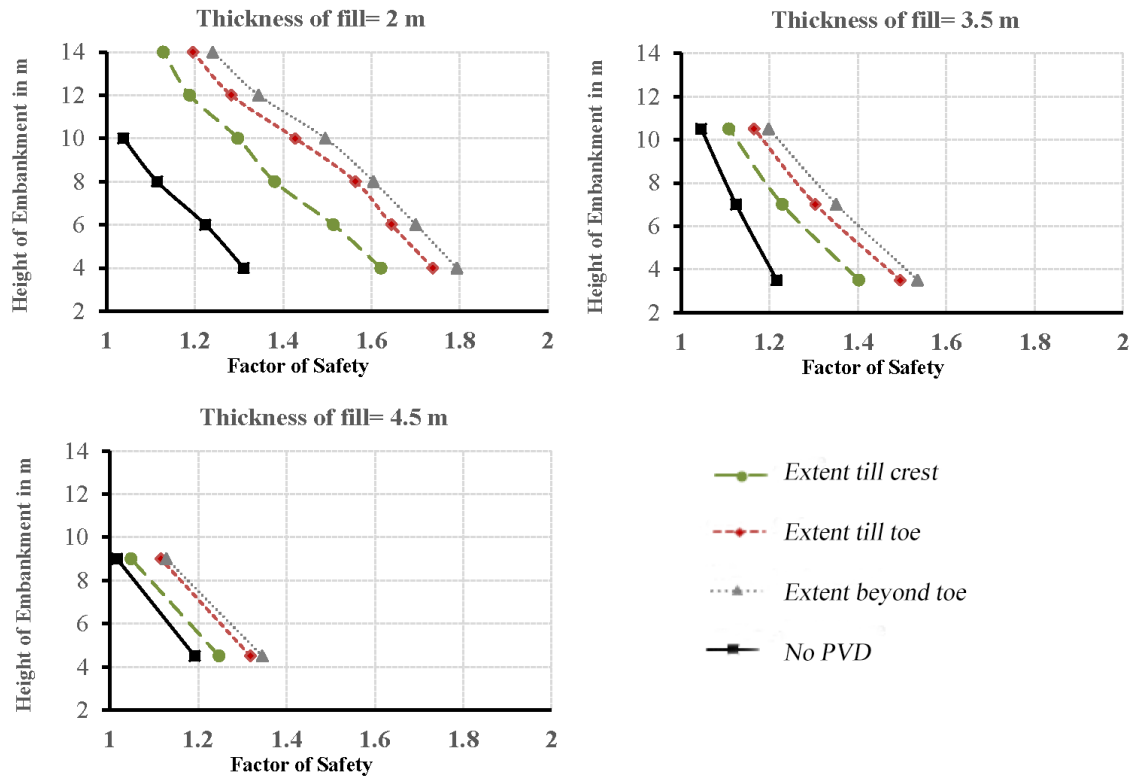 Thickness of fill= 2 m
Height of Embankment in m
14
12
10
8
6
4
2
1 1.2 1.4 1.6 1.8 2
Factor of Safety
Thickness of fill= 3.5 m
Height of Embankment in m
14
12
10
8
6
4
2
1 1.2 1.4 1.6 1.8 2
Factor of Safety
Thickness of fill= 4.5 m
Height of Embankment in m
14
12
10
8
6
4
2
1 1.2 1.4 1.6 1.8 2
Factor of Safety
Extent till crest
Extent till toe
Extent beyond toe
No PVD